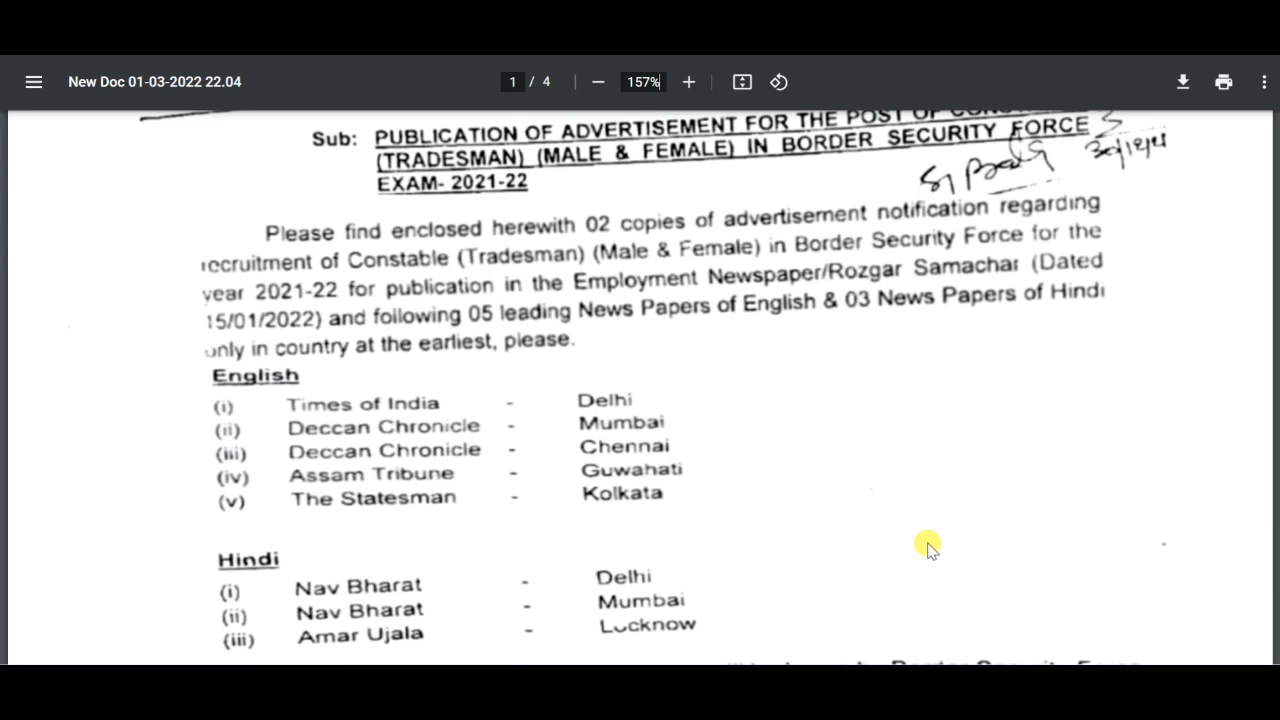 New Doc 01-03-2022 22.04
1 / 4
157%
Sub: PUBLICATION OF ADVERTISEMENT FOR THE POST OF
(TRADESMAN) (MALE & FEMALE) IN BORDER SECURITY FORCE
EXAM- 2021-22
30/12/21
Please find enclosed herewith 02 copies of advertisement notification regarding
recruitment of Constable (Tradesman) (Male & Female) in Border Security Force for the
year 2021-22 for publication in the Employment Newspaper/Rozgar Samachar (Dated
15/01/2022) and following 05 leading News Papers of English & 03 News Papers of Hindi
only in country at the earliest, please.
English
(i) Times of India - Delhi
(ii) Deccan Chronicle - Mumbai
(iii) Deccan Chronicle - Chennai
(iv) Assam Tribune - Guwahati
(v) The Statesman - Kolkata
Hindi
(i) Nav Bharat - Delhi
(ii) Nav Bharat - Mumbai
(iii) Amar Ujala - Lucknow